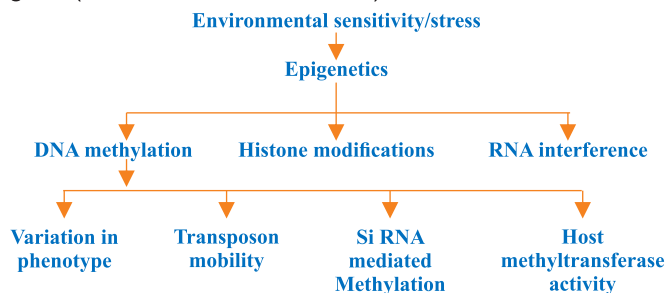 Environmental sensitivity/stress
Epigenetics
DNA methylation Histone modifications RNA interference
Variation in phenotype
Transposon mobility
Si RNA mediated Methylation
Host methyltransferase activity